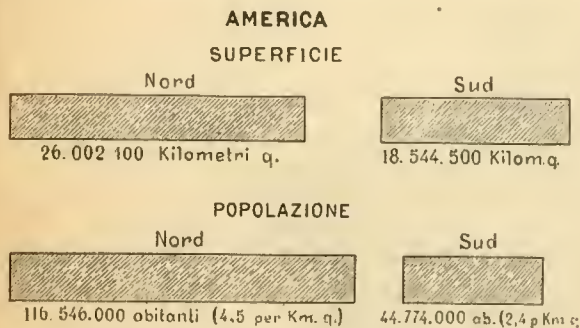 AMERICA
SUPERFICIE
Nord Sud
26.002 100 Kilometri q. 18.544.500 Kilom.q.
POPOLAZIONE
Nord Sud
116.546.000 abitanti (4,5 per Km. q.) 44.774.000 ab. (2,4 p Km q